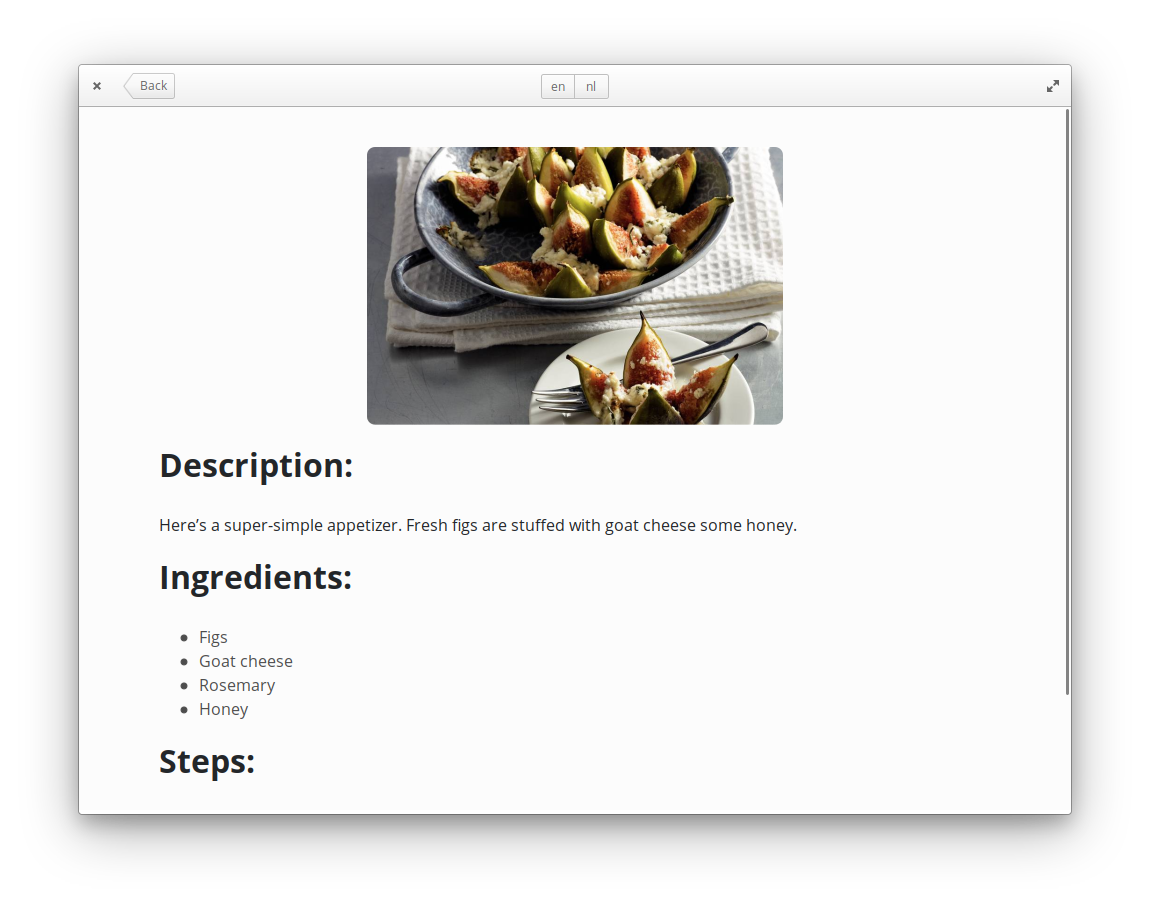 Back
en nl
Description:
Here’s a super-simple appetizer. Fresh figs are stuffed with goat cheese some honey.
Ingredients:
Figs
Goat cheese
Rosemary
Honey
Steps: